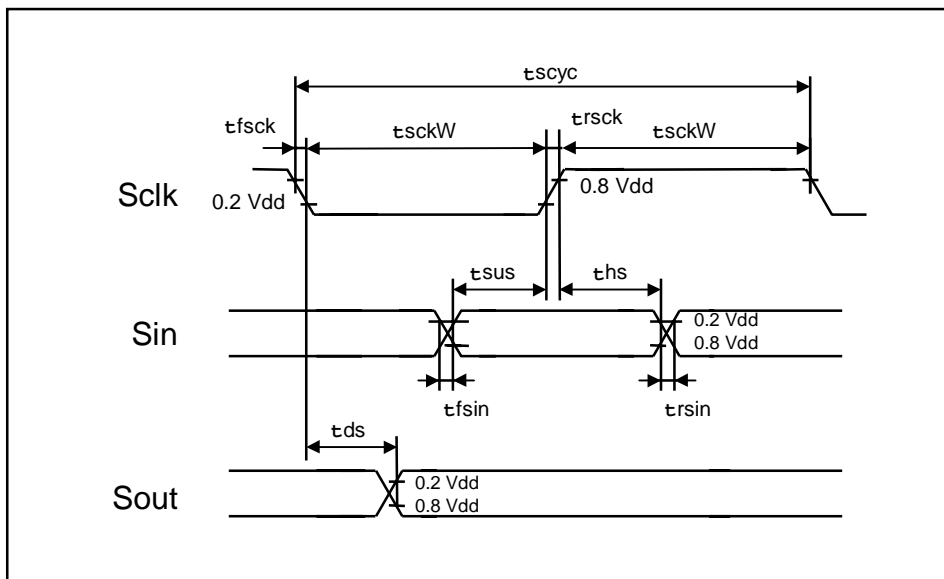 tscyc
tfsck tsckW trsck tsckW
Sclk 0.2 Vdd 0.8 Vdd
tsus ths
Sin 0.2 Vdd
0.8 Vdd
tfsin trsin
tds
Sout 0.2 Vdd
0.8 Vdd